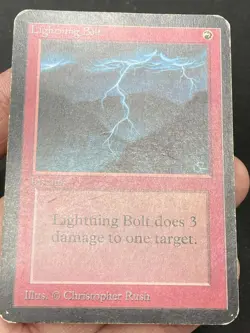 Lightning Bolt
Lightning Bolt does 3
damage to one target.
Illus. © Christopher Rush